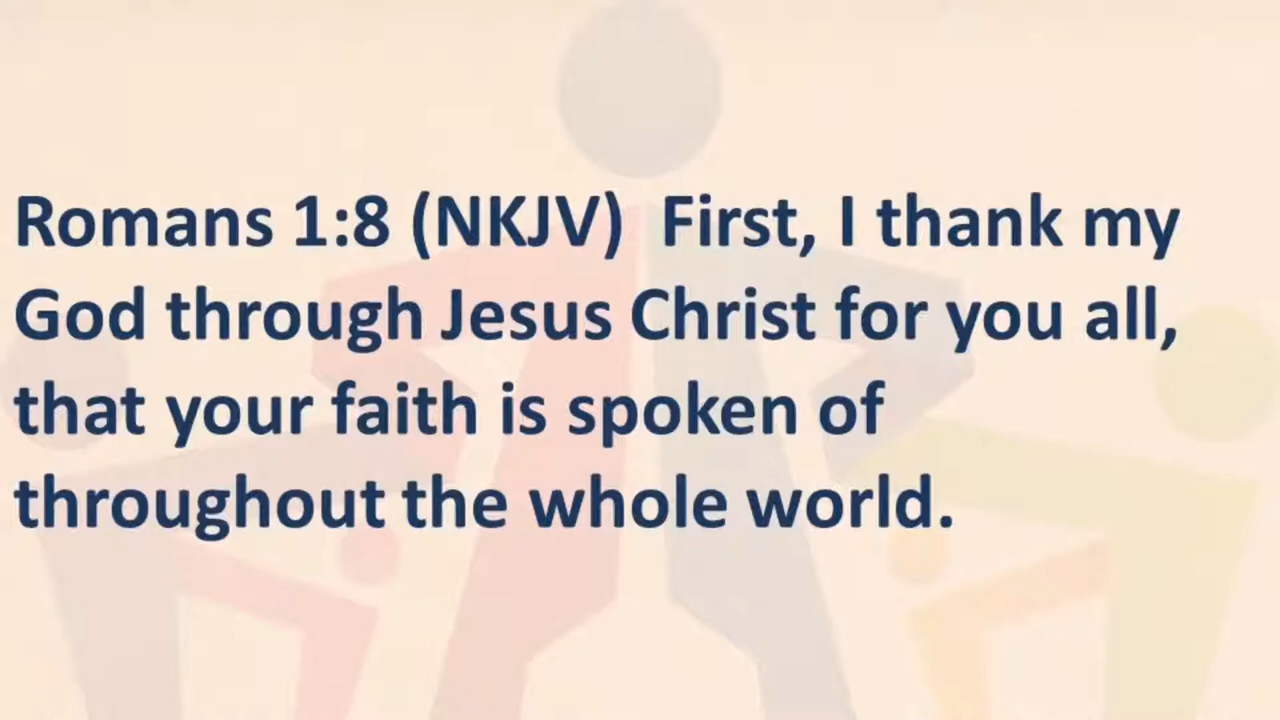 Romans 1:8 (NKJV)  First, I thank my
God through Jesus Christ for you all,
that your faith is spoken of
throughout the whole world.